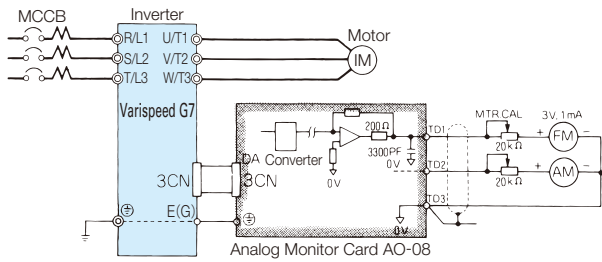 MCCB
Inverter
R/L1 U/T1
Motor
S/L2 V/T2
IM
T/L3 W/T3
Varispeed G7
MTR.CAL
3V, 1mA
200Ω
TD1
+ FM −
20kΩ
DA Converter
3300PF
0V
TD2
+ AM −
20kΩ
3CN
3CN
0V
TD3
E(G)
0V
Analog Monitor Card AO-08